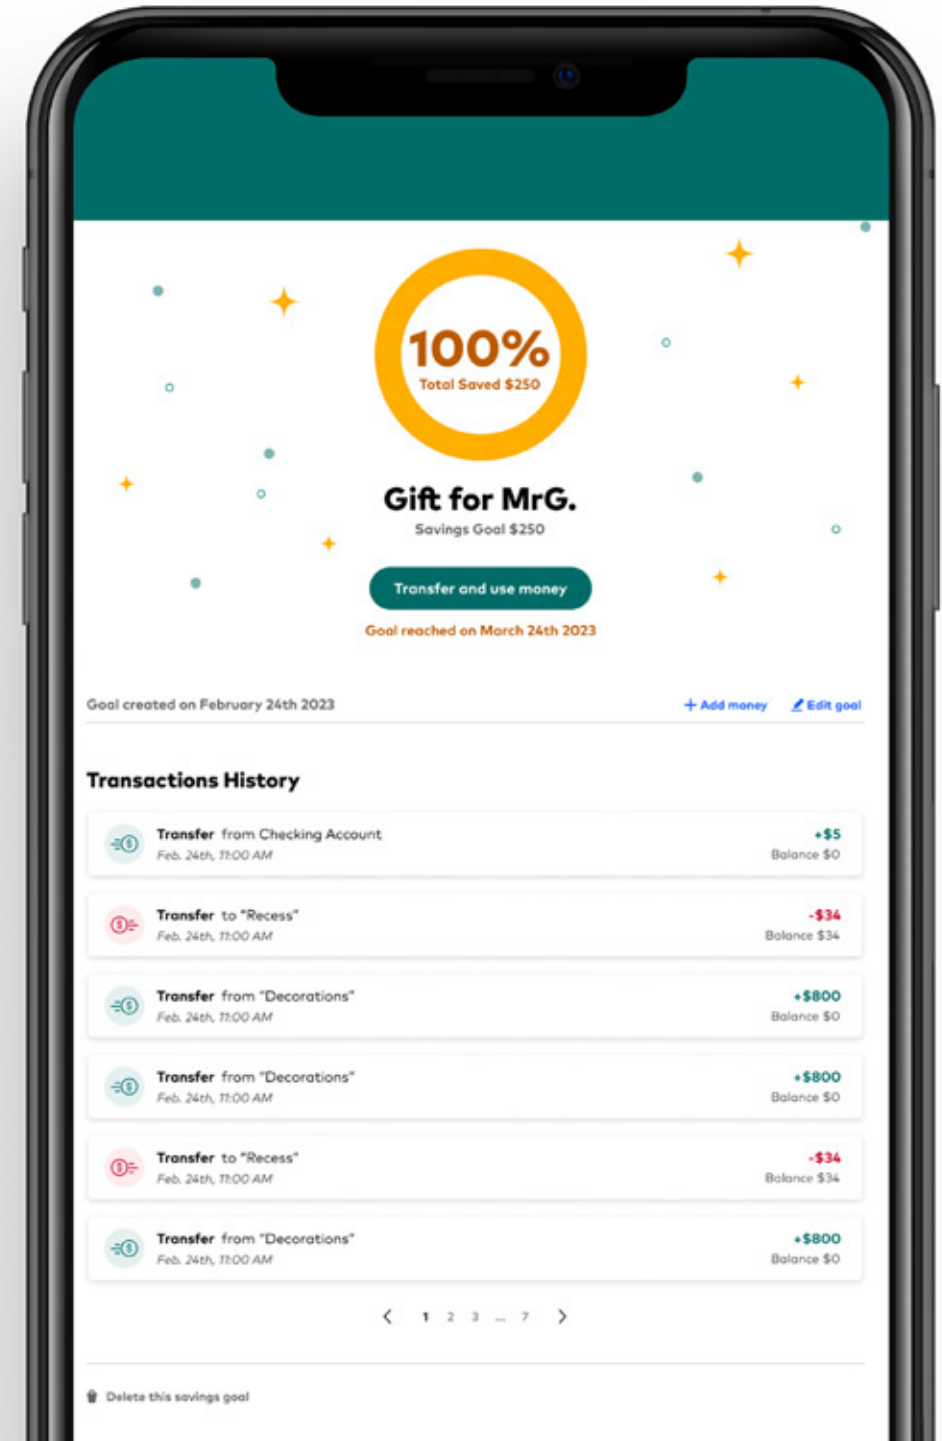 100%
Total Saved $250
Gift for MrG.
Savings Goal $250
Transfer and use money
Goal reached on March 24th 2023
Goal created on February 24th 2023
+ Add money Edit goal
Transactions History
Transfer from Checking Account +$5
Feb. 24th, 11:00 AM Balance $0
Transfer to "Recess" -$34
Feb. 24th, 11:00 AM Balance $34
Transfer from "Decorations" +$800
Feb. 24th, 11:00 AM Balance $0
Transfer from "Decorations" +$800
Feb. 24th, 11:00 AM Balance $0
Transfer to "Recess" -$34
Feb. 24th, 11:00 AM Balance $34
Transfer from "Decorations" +$800
Feb. 24th, 11:00 AM Balance $0
< 1 2 3 ... 7 >
Delete this savings goal